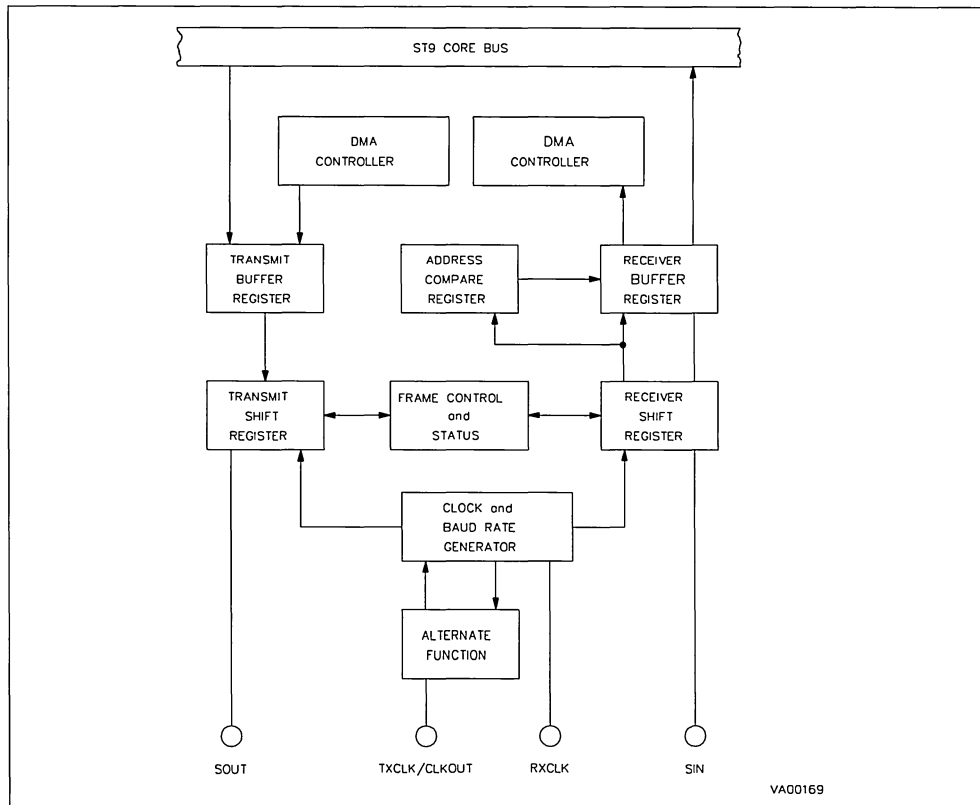 ST9 CORE BUS
DMA
CONTROLLER
DMA
CONTROLLER
TRANSMIT
BUFFER
REGISTER
ADDRESS
COMPARE
REGISTER
RECEIVER
BUFFER
REGISTER
TRANSMIT
SHIFT
REGISTER
FRAME CONTROL
and
STATUS
RECEIVER
SHIFT
REGISTER
CLOCK and
BAUD RATE
GENERATOR
ALTERNATE
FUNCTION
SOUT
TXCLK/CLKOUT
RXCLK
SIN
VA00169